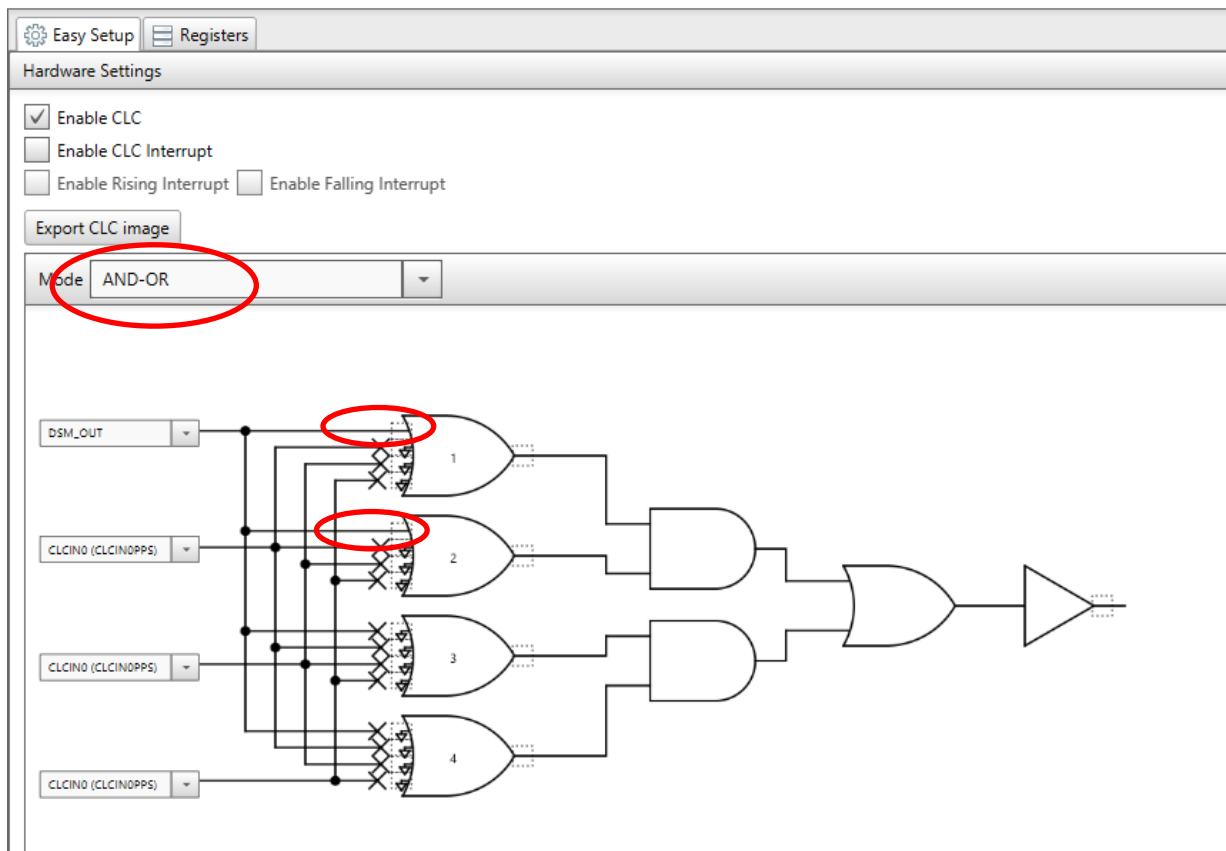 Easy Setup Registers
Hardware Settings
Enable CLC
Enable CLC Interrupt
Enable Rising Interrupt Enable Falling Interrupt
Export CLC image
Mode AND-OR
DSM_OUT
1
CLCIN0 (CLCIN0PPS)
2
CLCIN0 (CLCIN0PPS)
3
CLCIN0 (CLCIN0PPS)
4